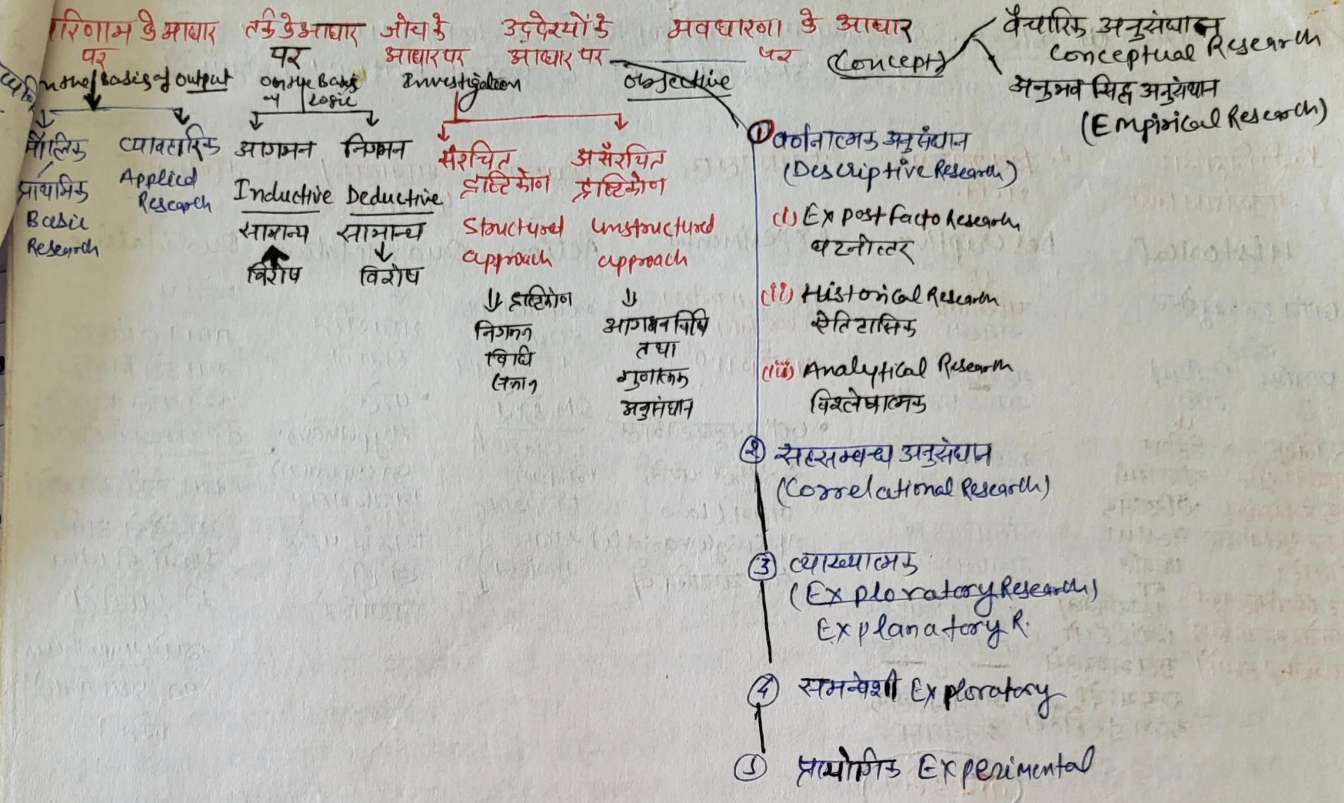 परिणाम के आधार पर
on the Basis of Output
मौलिक
प्राथमिक
Basic
Research
व्यावहारिक
Applied
Research
तर्क के आधार
पर
on the Basis
of Logic
आगमन
Inductive
सामान्य
विशेष
निगमन
Deductive
सामान्य
विशेष
जाँच के
आधार पर
Investigation
संरचित
दृष्टिकोण
Structured
approach
दृष्टिकोण
निगमन
विधि
असंरचित
दृष्टिकोण
unstructured
approach
आगमन विधि
तथा
गुणात्मक
अनुसंधान
उद्देश्यों के
आधार पर
objective
① वर्णनात्मक अनुसंधान
(Descriptive Research)
(i) Ex post facto Research
घटनोत्तर
(ii) Historical Research
ऐतिहासिक
(iii) Analytical Research
विश्लेषात्मक
② सहसम्बन्ध अनुसंधान
(Correlational Research)
③ व्याख्यात्मक
(Exploratory Research)
Explanatory R.
④ समन्वेशी Exploratory
⑤ प्रायोगिक Experimental
अवधारना के आधार
पर (Concept)
वैचारिक अनुसंधान
Conceptual Research
अनुभव सिद्ध अनुसंधान
(Empirical Research)